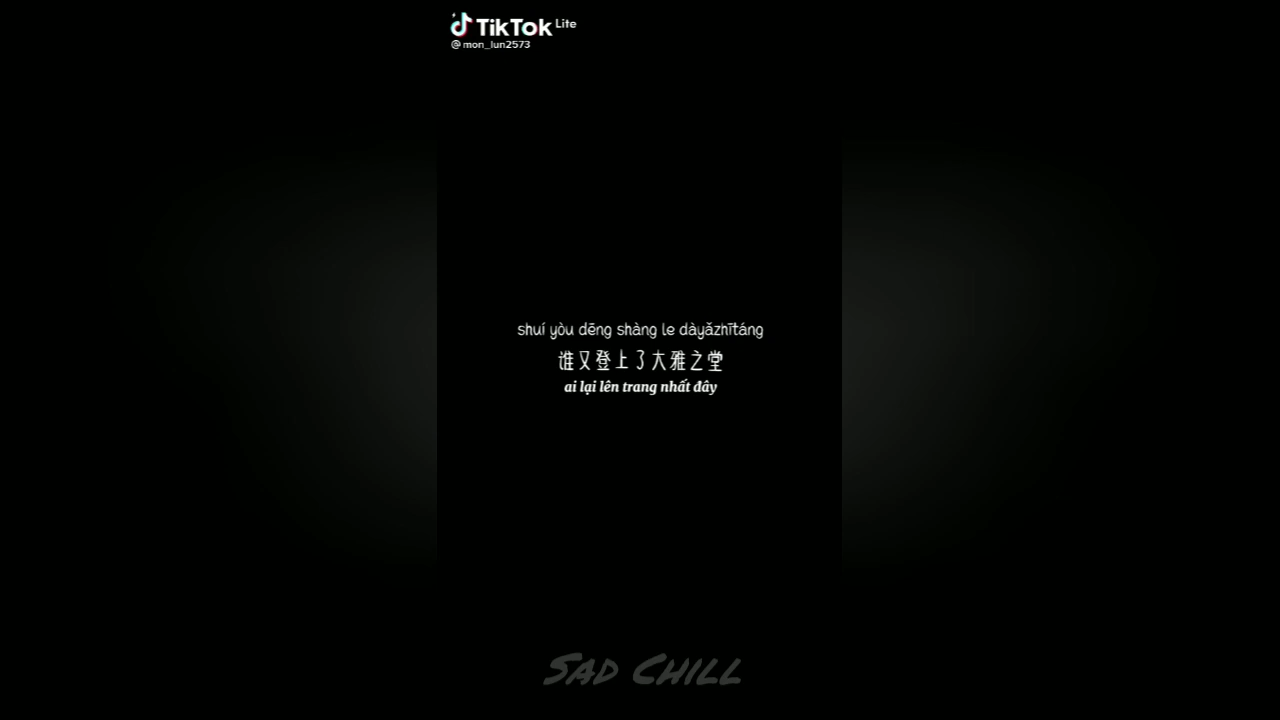 TikTok Lite
@mon_lun2573
shuí yòu dēng shàng le dàyǎzhītáng
谁又登上了大雅之堂
ai lại lên trang nhất đây
SAD CHILL